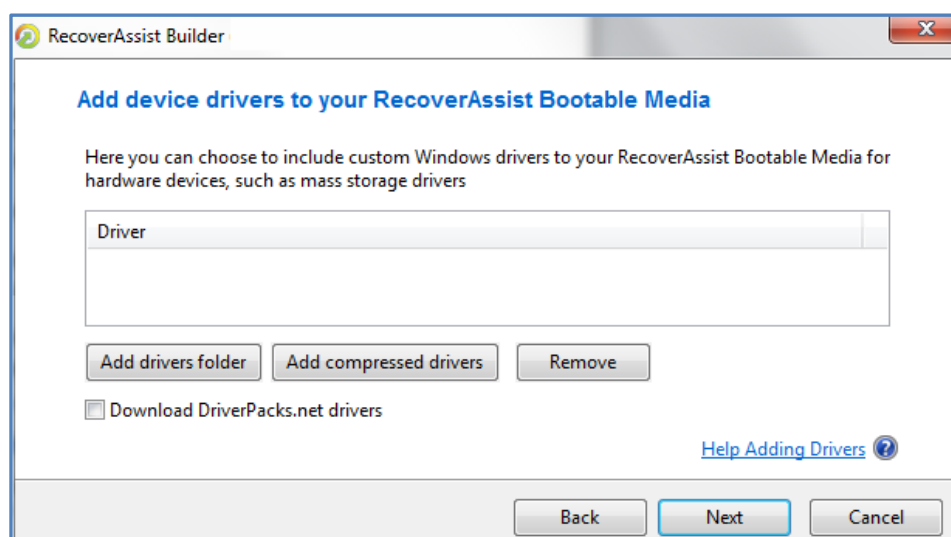 RecoverAssist Builder
X
Add device drivers to your RecoverAssist Bootable Media
Here you can choose to include custom Windows drivers to your RecoverAssist Bootable Media for
hardware devices, such as mass storage drivers
Driver
Add drivers folder Add compressed drivers Remove
Download DriverPacks.net drivers
Help Adding Drivers ?
Back Next Cancel